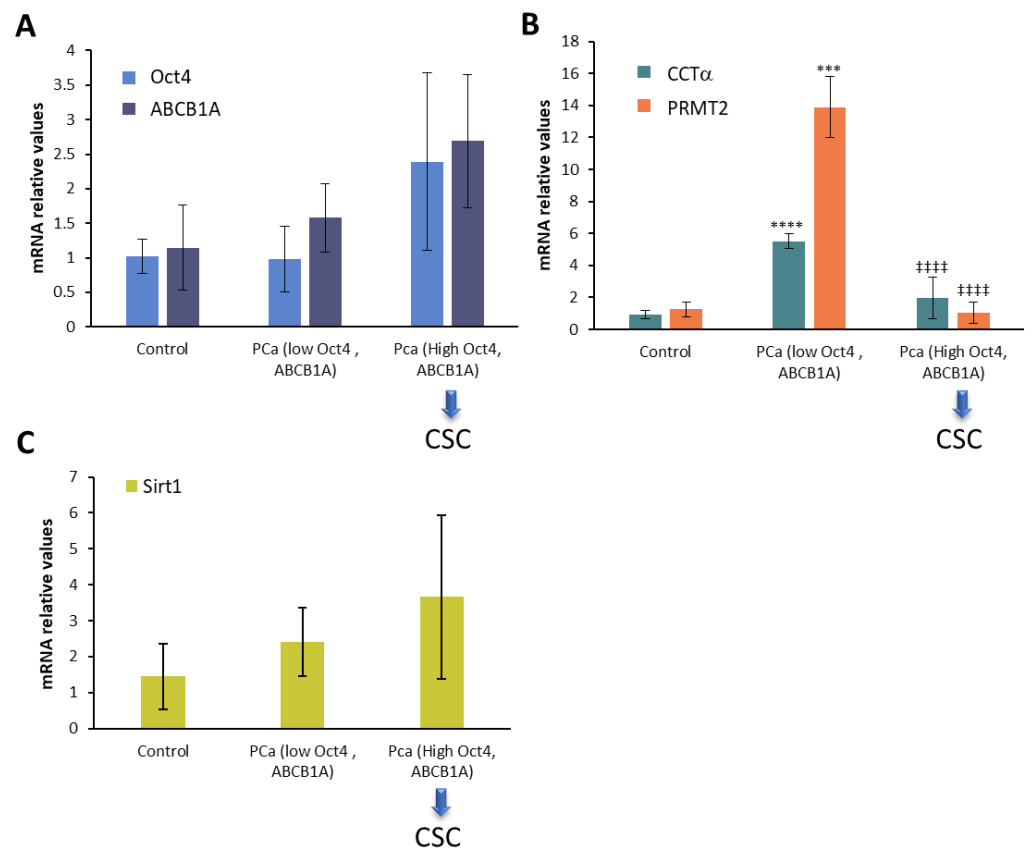 A
mRNA relative values
4
3.5
3
2.5
2
1.5
1
0.5
0
Oct4
ABCB1A
Control
PCa (low Oct4 ,
ABCB1A)
Pca (High Oct4,
ABCB1A)
CSC
B
mRNA relative values
18
16
14
12
10
8
6
4
2
0
CCTα
PRMT2
****
***
‡‡‡‡
‡‡‡‡
Control
PCa (low Oct4 ,
ABCB1A)
Pca (High Oct4,
ABCB1A)
CSC
C
mRNA relative values
7
6
5
4
3
2
1
0
Sirt1
Control
PCa (low Oct4 ,
ABCB1A)
Pca (High Oct4,
ABCB1A)
CSC